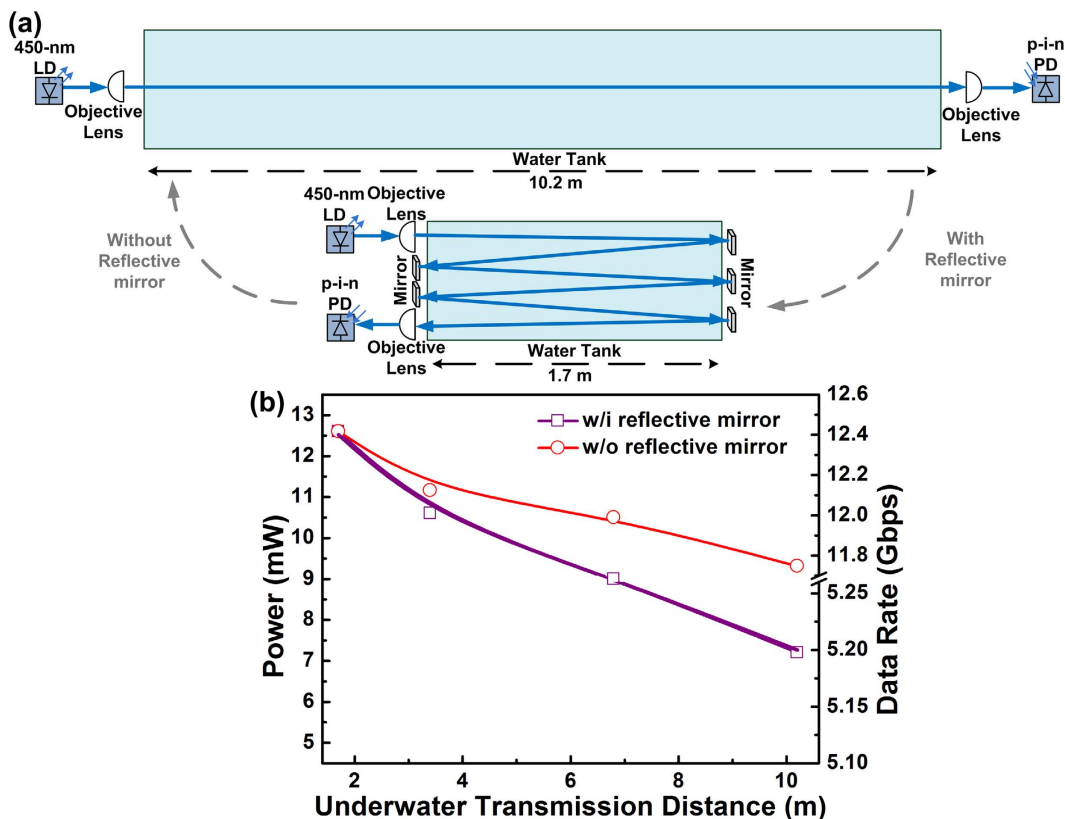 (a)
450-nm
LD
Objective
Lens
p-i-n
PD
Objective
Lens
Water Tank
10.2 m
Without
Reflective
mirror
With
Reflective
mirror
450-nm
LD
Objective
Lens
Mirror
Mirror
p-i-n
PD
Objective
Lens
Water Tank
1.7 m
(b)
w/i reflective mirror
w/o reflective mirror
Power (mW)
13
12
11
10
9
8
7
6
5
Data Rate (Gbps)
12.6
12.4
12.2
12.0
11.8
5.25
5.20
5.15
5.10
2 4 6 8 10
Underwater Transmission Distance (m)